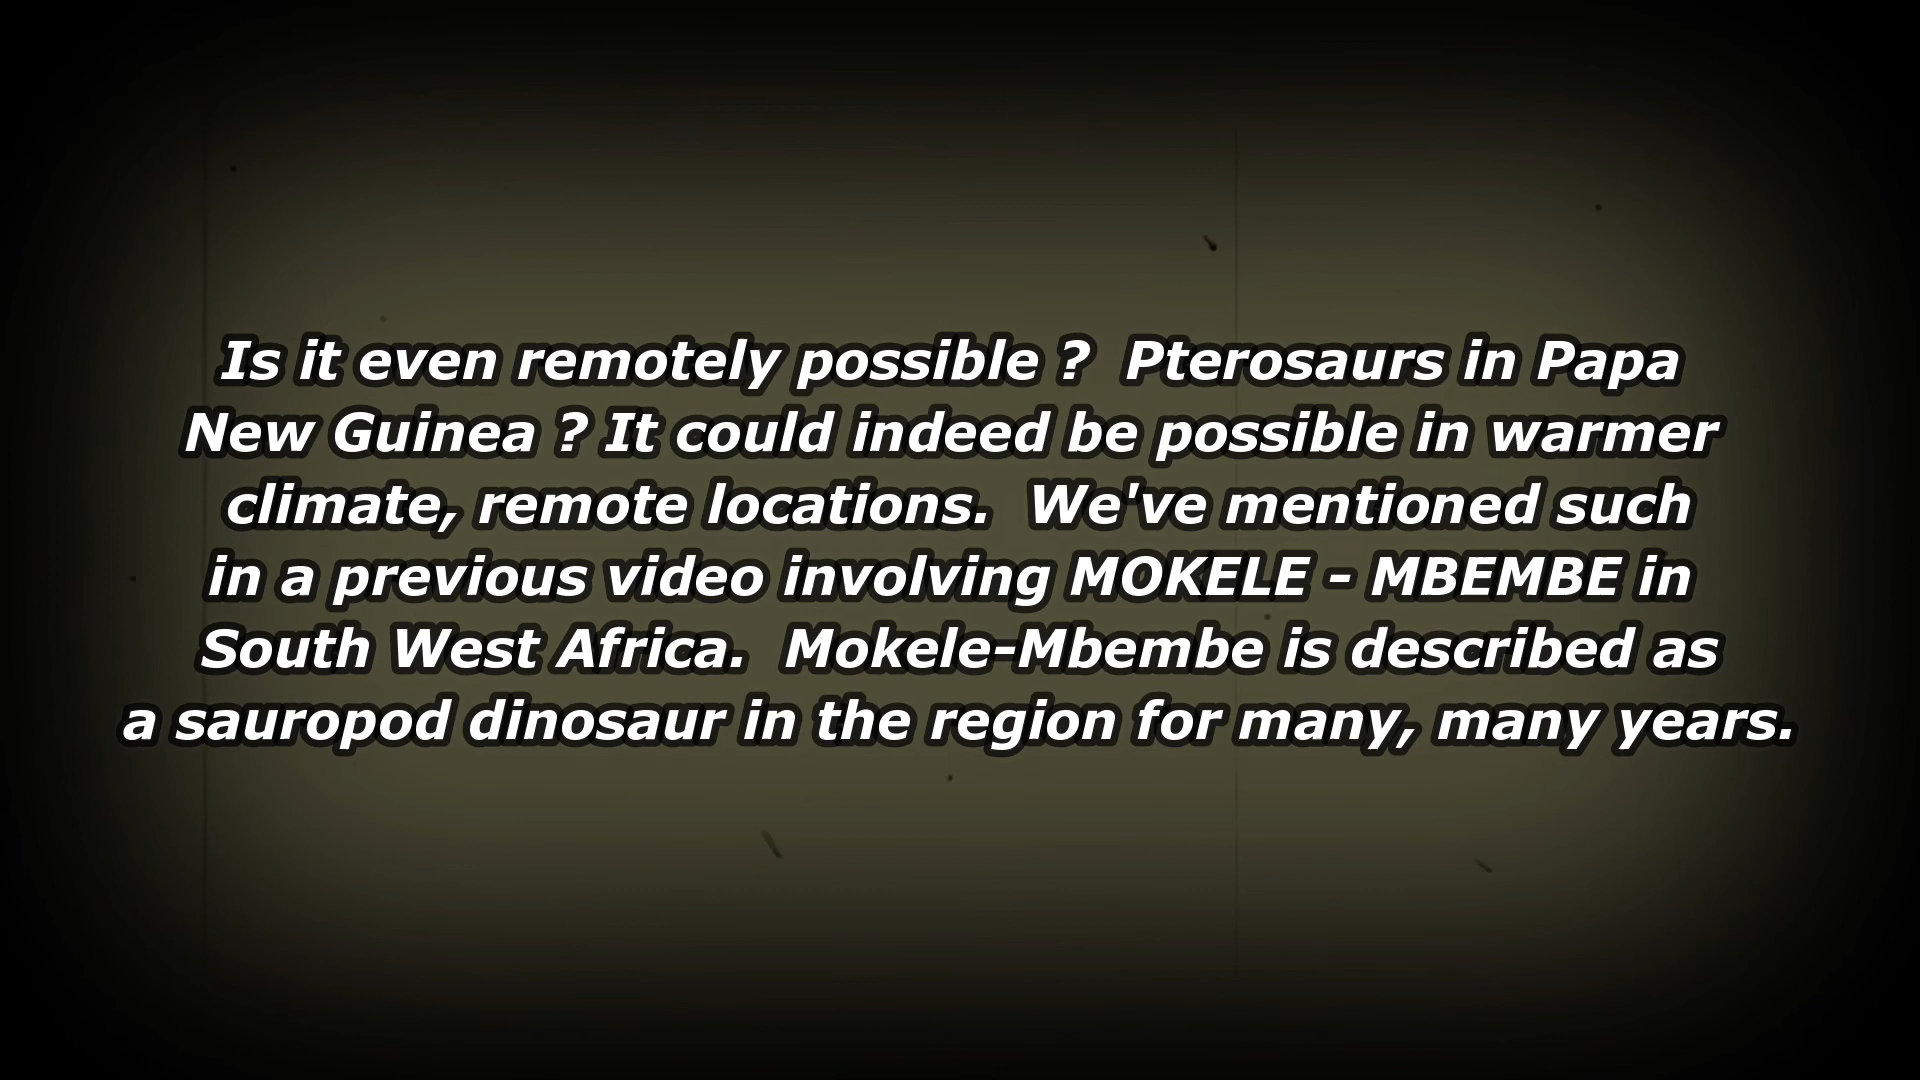 Is it even remotely possible ?  Pterosaurs in Papa
New Guinea ? It could indeed be possible in warmer
climate, remote locations.  We've mentioned such
in a previous video involving MOKELE - MBEMBE in
South West Africa.  Mokele-Mbembe is described as
a sauropod dinosaur in the region for many, many years.